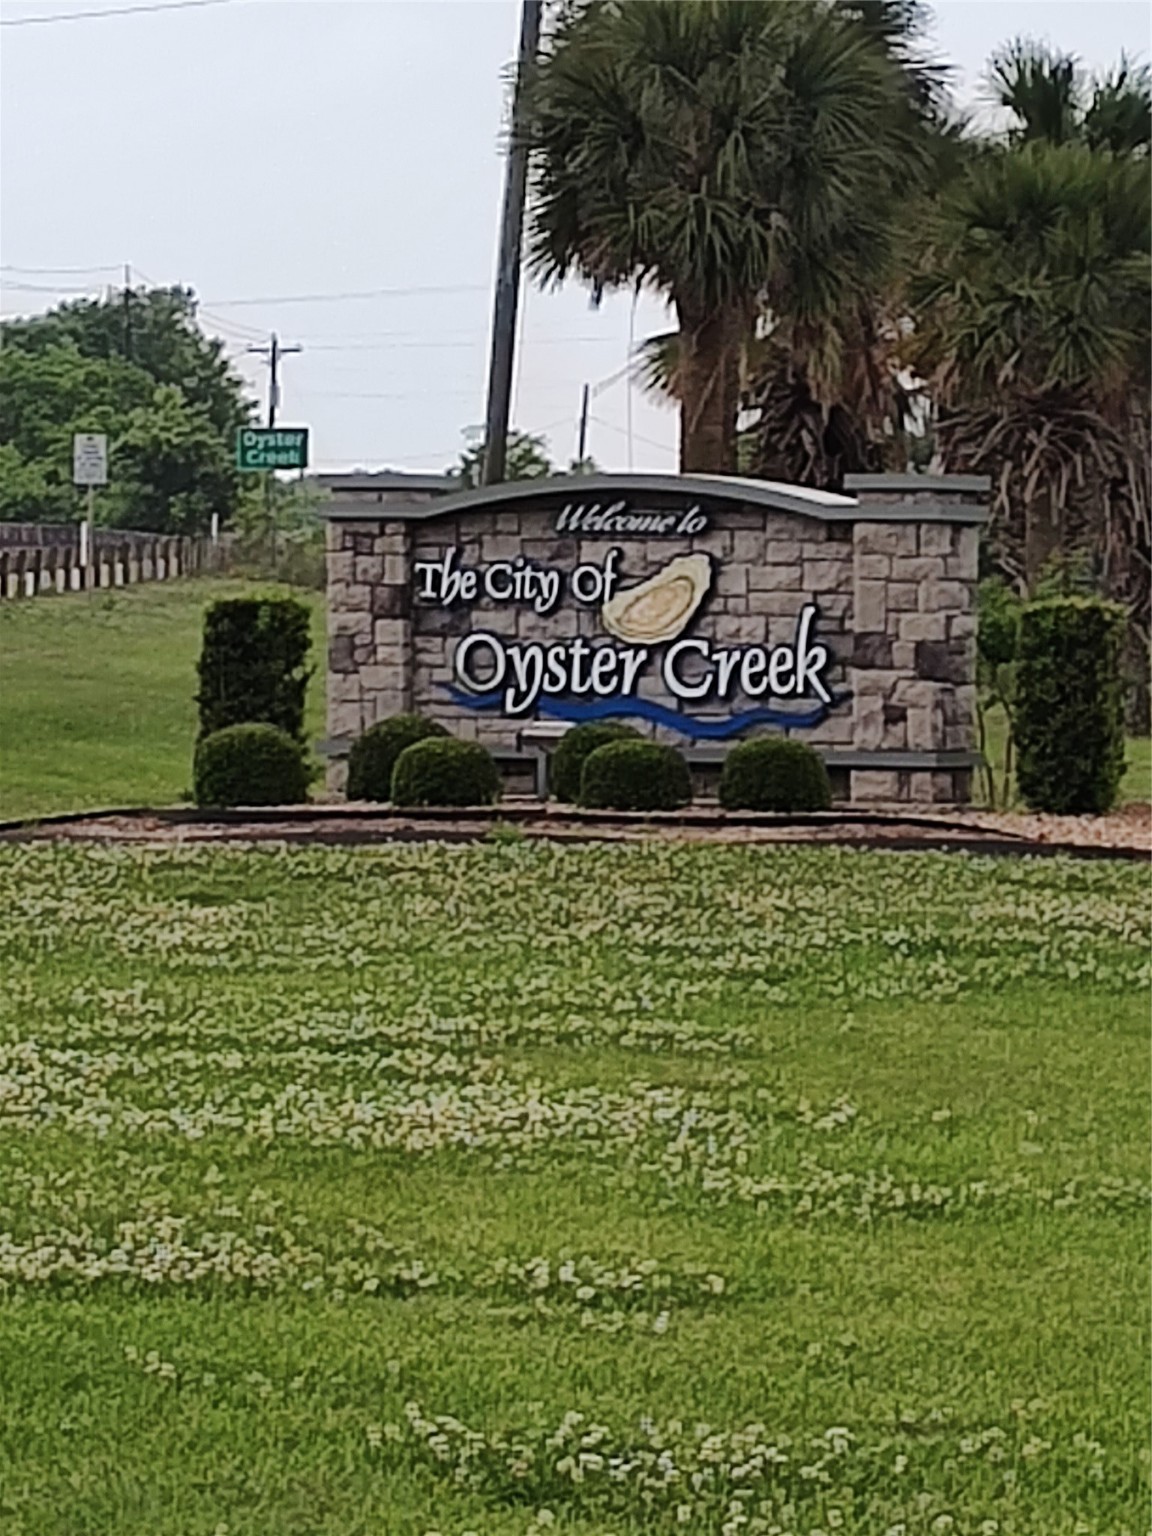 Oyster
Creek
Welcome to
The City Of
Oyster Creek